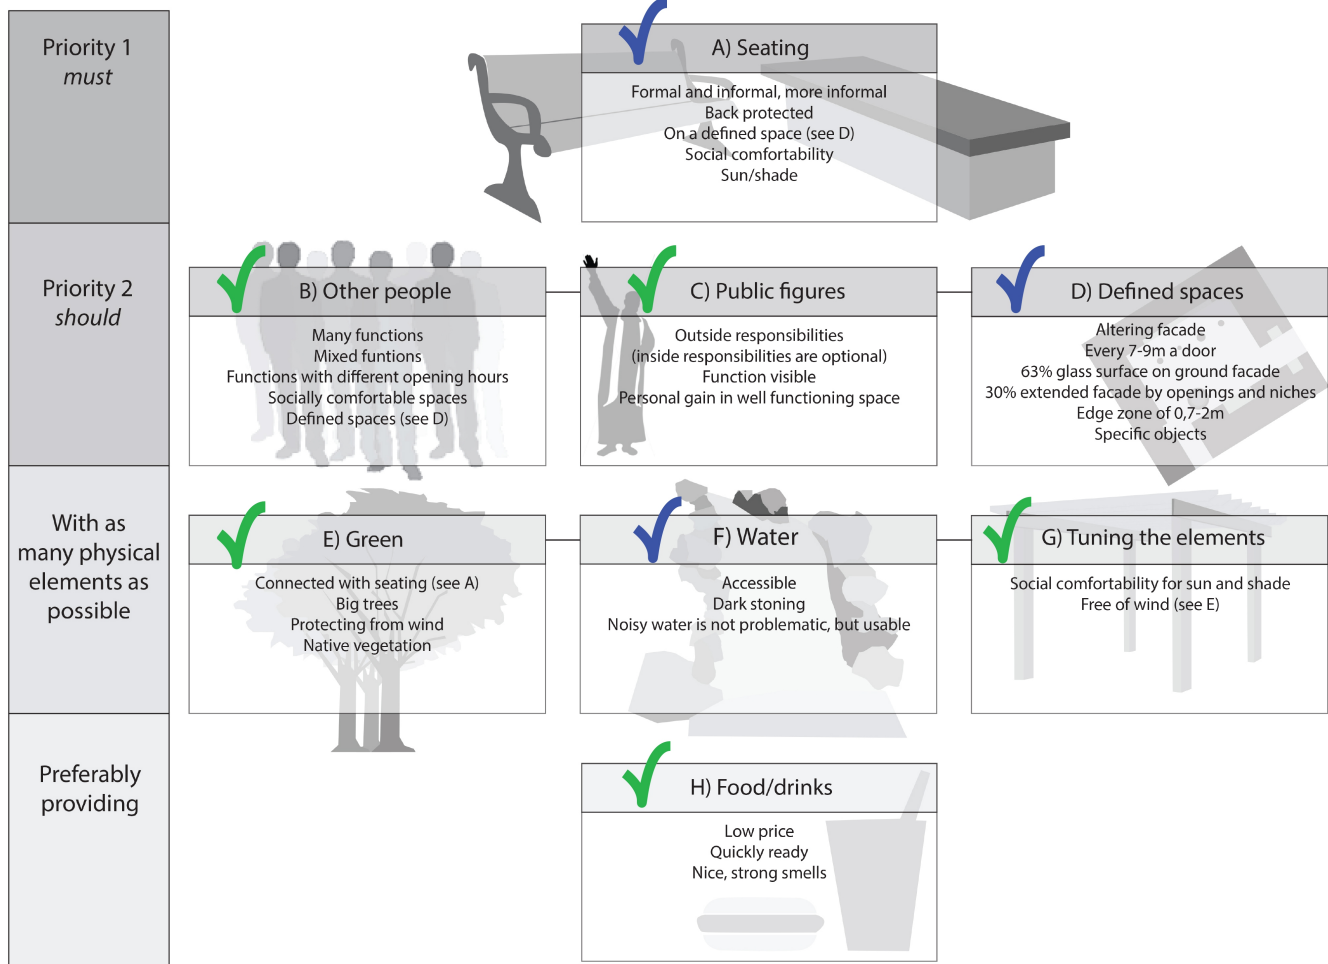 Priority 1
must
A) Seating
Formal and informal, more informal
Back protected
On a defined space (see D)
Social comfortability
Sun/shade
Priority 2
should
B) Other people
Many functions
Mixed funtions
Functions with different opening hours
Socially comfortable spaces
Defined spaces (see D)
C) Public figures
Outside responsibilities
(inside responsibilities are optional)
Function visible
Personal gain in well functioning space
D) Defined spaces
Altering facade
Every 7-9m a door
63% glass surface on ground facade
30% extended facade by openings and niches
Edge zone of 0,7-2m
Specific objects
With as
many physical
elements as
possible
E) Green
Connected with seating (see A)
Big trees
Protecting from wind
Native vegetation
F) Water
Accessible
Dark stoning
Noisy water is not problematic, but usable
G) Tuning the elements
Social comfortability for sun and shade
Free of wind (see E)
Preferably
providing
H) Food/drinks
Low price
Quickly ready
Nice, strong smells